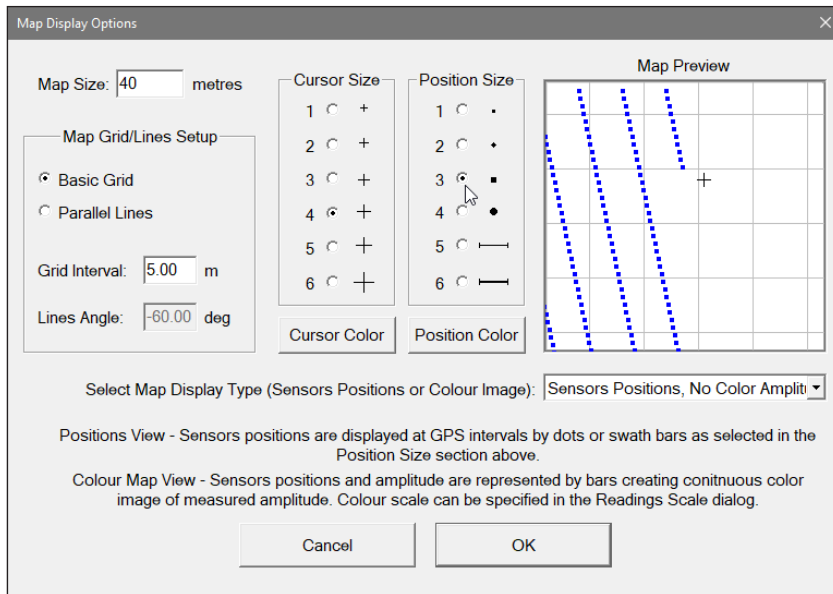 Map Display Options
Map Size: 40 metres
Map Grid/Lines Setup
Basic Grid
Parallel Lines
Grid Interval: 5.00 m
Lines Angle: -60.00 deg
Cursor Size
1
2
3
4
5
6
Cursor Color
Position Size
1
2
3
4
5
6
Position Color
Map Preview
Select Map Display Type (Sensors Positions or Colour Image): Sensors Positions, No Color Amplitu
Positions View - Sensors positions are displayed at GPS intervals by dots or swath bars as selected in the
Position Size section above.
Colour Map View - Sensors positions and amplitude are represented by bars creating conitnuous color
image of measured amplitude. Colour scale can be specified in the Readings Scale dialog.
Cancel
OK